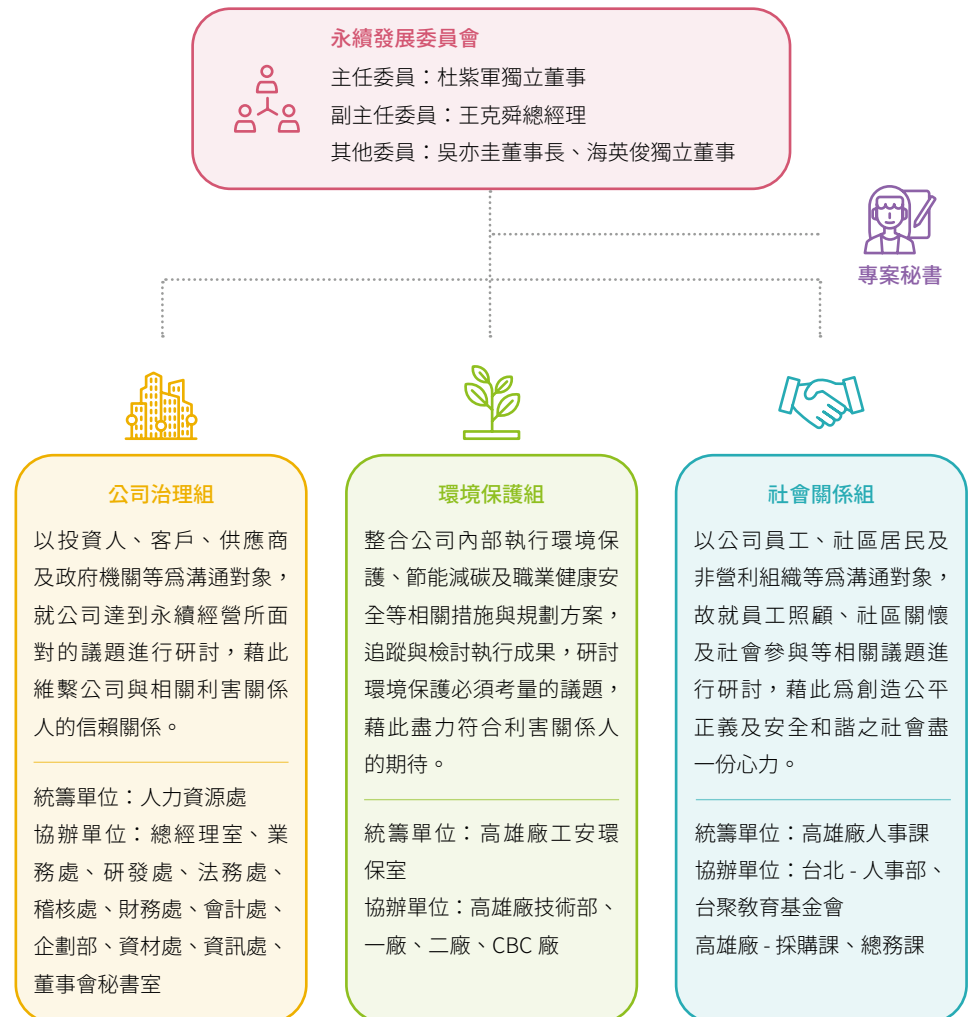 永續發展委員會
主任委員：杜紫軍獨立董事
副主任委員：王克舜總經理
其他委員：吳亦圭董事長、海英俊獨立董事
專案秘書
公司治理組
以投資人、客戶、供應商
及政府機關等為溝通對象，
就公司達到永續經營所面
對的議題進行研討，藉此
維繫公司與相關利害關係
人的信賴關係。
統籌單位：人力資源處
協辦單位：總經理室、業
務處、研發處、法務處、
稽核處、財務處、會計處、
企劃部、資材處、資訊處、
董事會秘書室
環境保護組
整合公司內部執行環境保
護、節能減碳及職業健康安
全等相關措施與規劃方案，
追蹤與檢討執行成果，研討
環境保護必須考量的議題，
藉此盡力符合利害關係人
的期待。
統籌單位：高雄廠工安環
保室
協辦單位：高雄廠技術部、
一廠、二廠、CBC 廠
社會關係組
以公司員工、社區居民及
非營利組織等為溝通對象，
故就員工照顧、社區關懷
及社會參與等相關議題進
行研討，藉此為創造公平
正義及安全和諧之社會盡
一份心力。
統籌單位：高雄廠人事課
協辦單位：台北 - 人事部、
台聚教育基金會
高雄廠 - 採購課、總務課